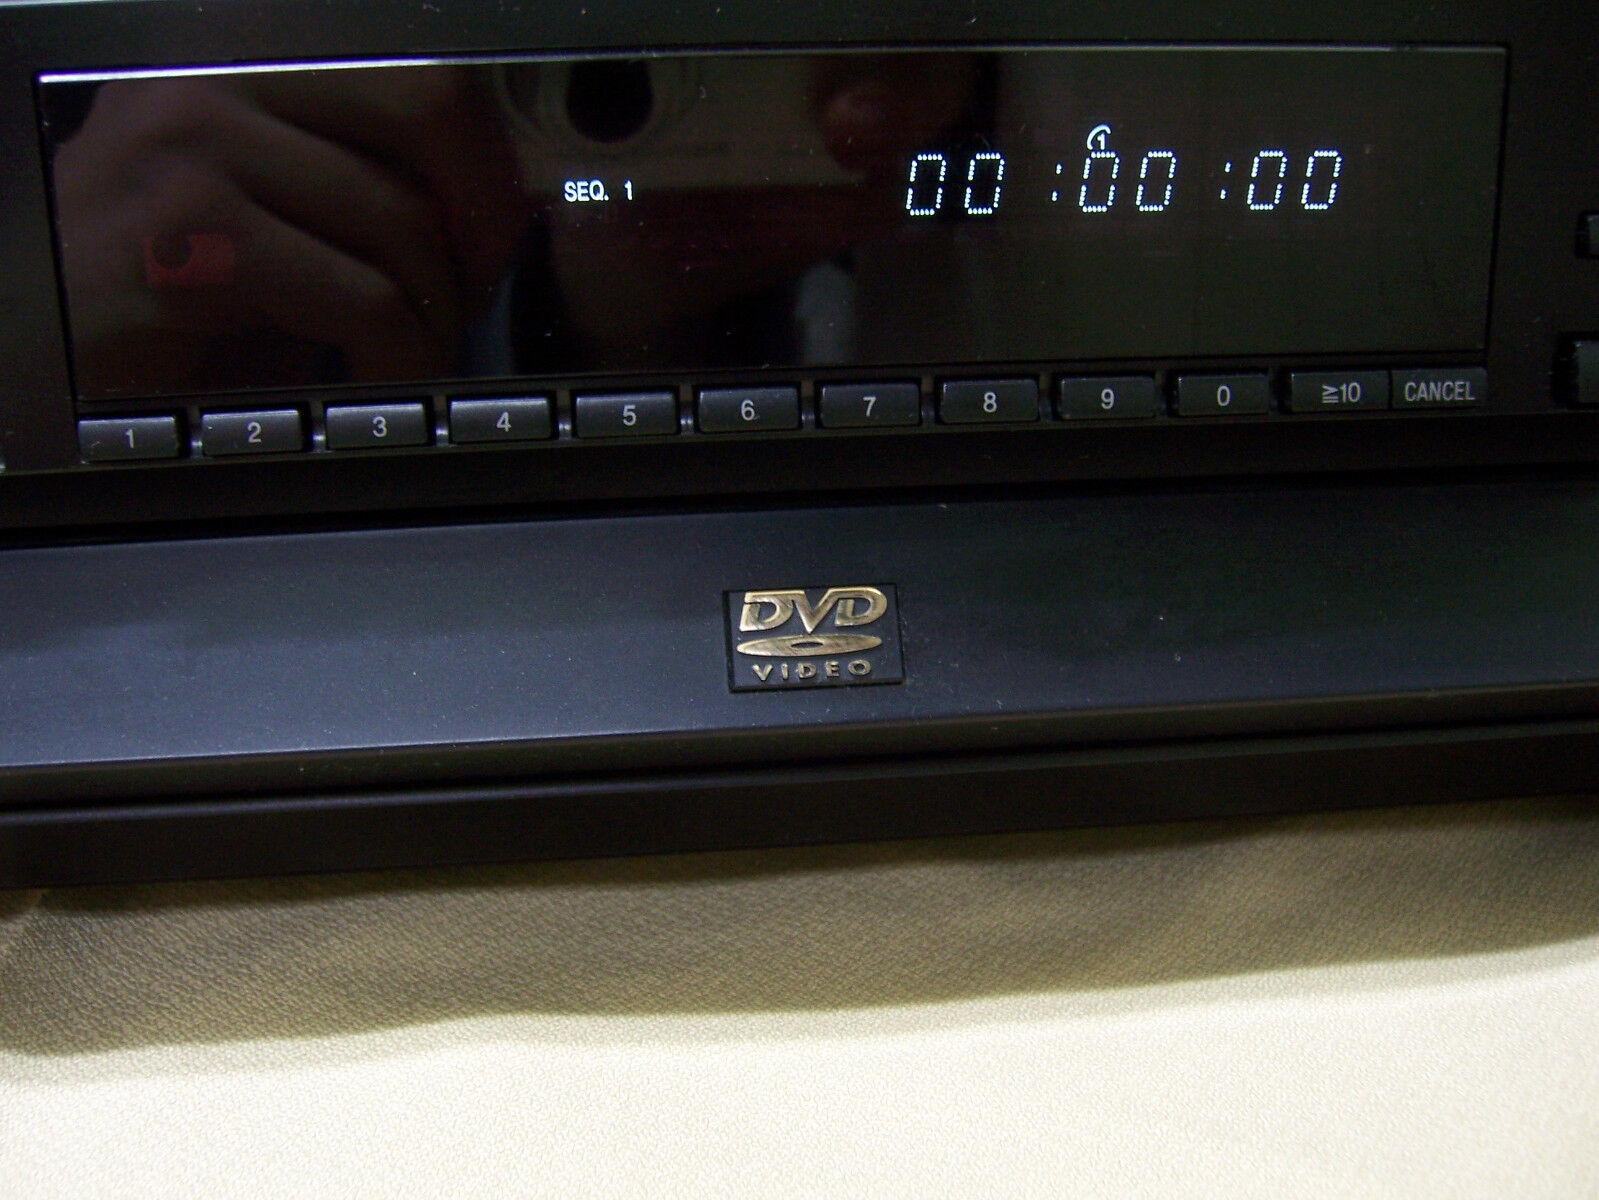 1
SEQ. 1 00:00:00
1 2 3 4 5 6 7 8 9 0 ≧10 CANCEL
DVD
VIDEO